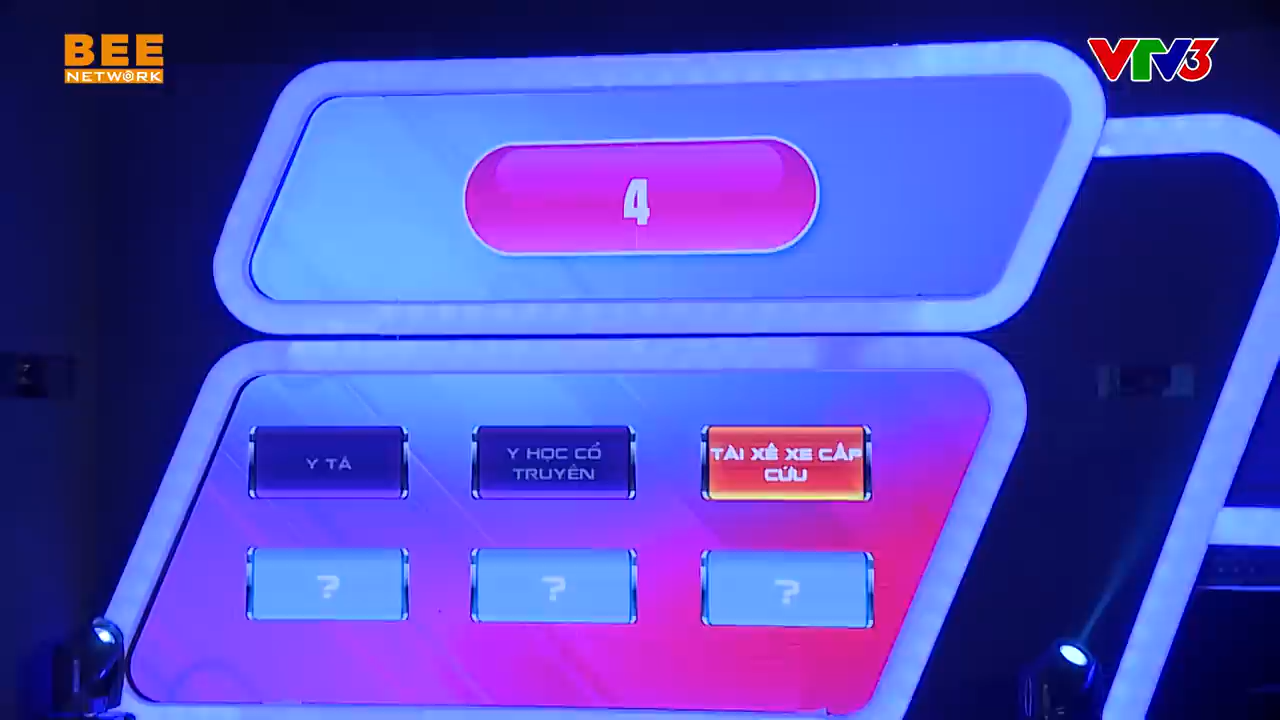 BEE
NETWORK
VTV3
4
Y TÁ
Y HỌC CỔ
TRUYỀN
TÀI XẾ XE CẤP
CỨU
?
?
?